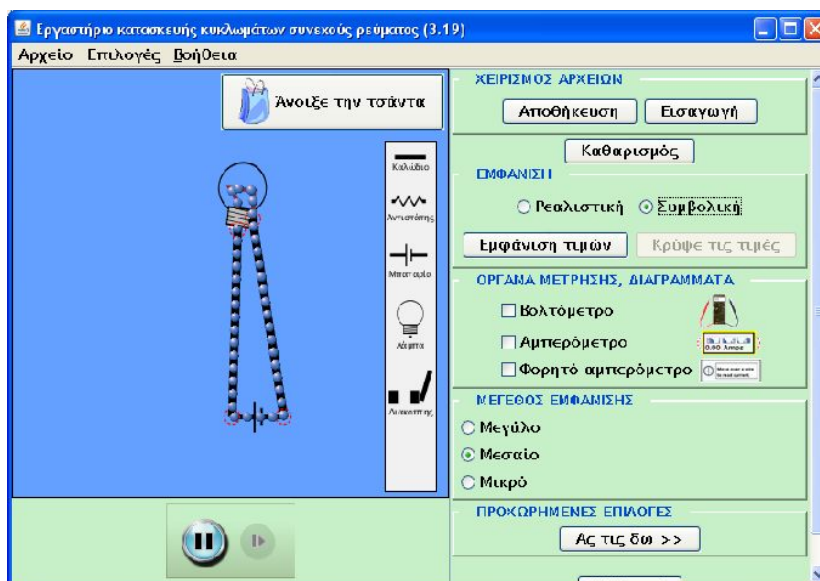 Εργαστήριο κατασκευής κυκλωμάτων συνεχούς ρεύματος (3.19)
Αρχείο Επιλογές Βοήθεια
Άνοιξε την τσάντα
Καλώδιο
Αντιστάτης
Μπαταρία
Λάμπα
Διακόπτης
ΧΕΙΡΙΣΜΟΣ ΑΡΧΕΙΩΝ
Αποθήκευση Εισαγωγή
Καθαρισμός
ΕΜΦΑΝΙΣΗ
Ρεαλιστική Συμβολική
Εμφάνιση τιμών Κρύψε τις τιμές
ΟΡΓΑΝΑ ΜΕΤΡΗΣΗΣ, ΔΙΑΓΡΑΜΜΑΤΑ
Βολτόμετρο
Αμπερόμετρο
Φορητό αμπερόμετρο
ΜΕΓΕΘΟΣ ΕΜΦΑΝΙΣΗΣ
Μεγάλο
Μεσαίο
Μικρό
ΠΡΟΧΩΡΗΜΕΝΕΣ ΕΠΙΛΟΓΕΣ
Ας τις δω >>